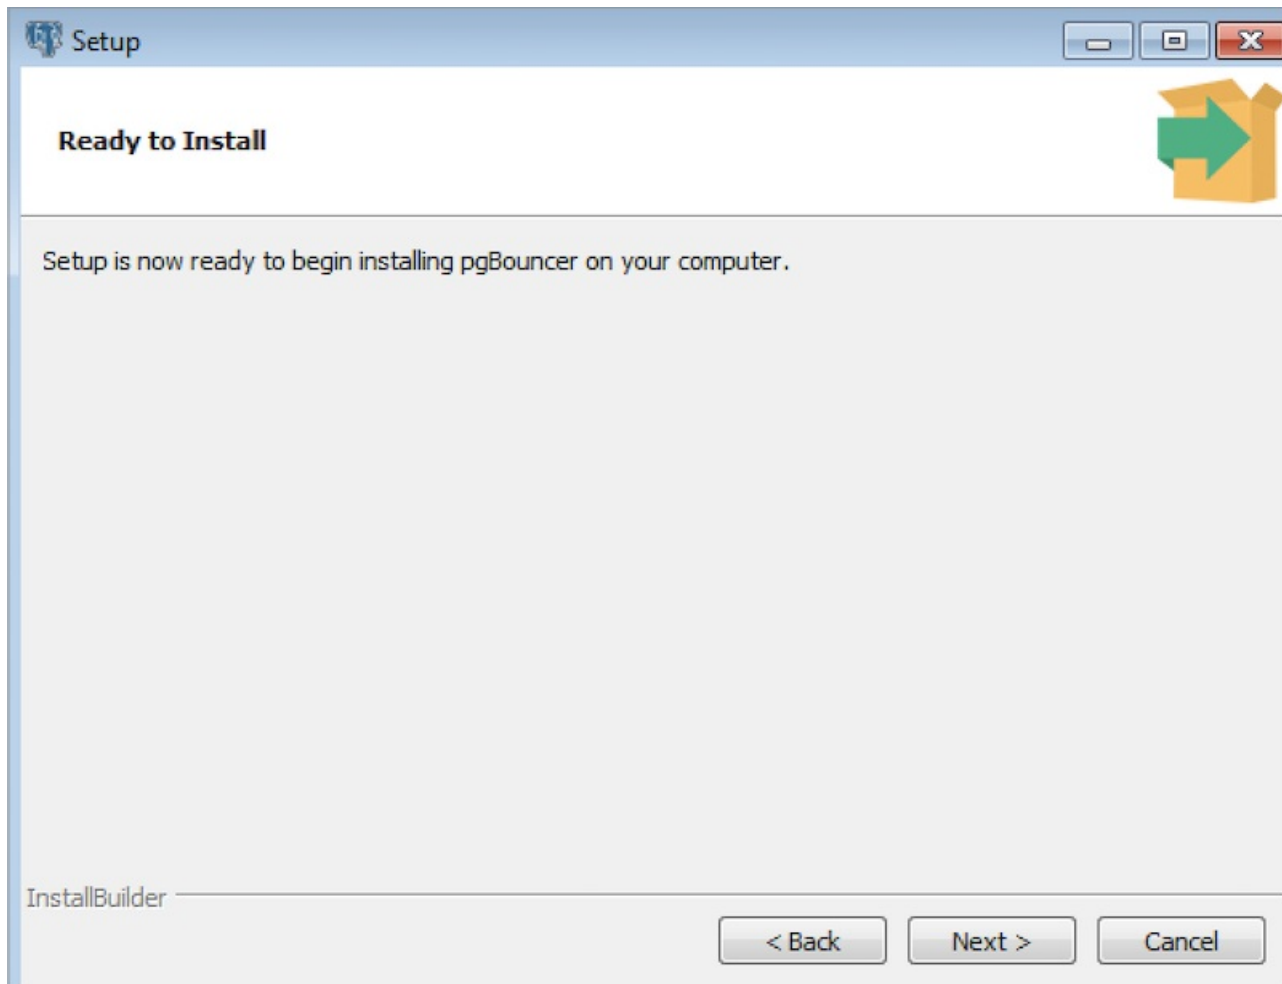 Setup
Ready to Install
Setup is now ready to begin installing pgBouncer on your computer.
InstallBuilder
< Back
Next >
Cancel